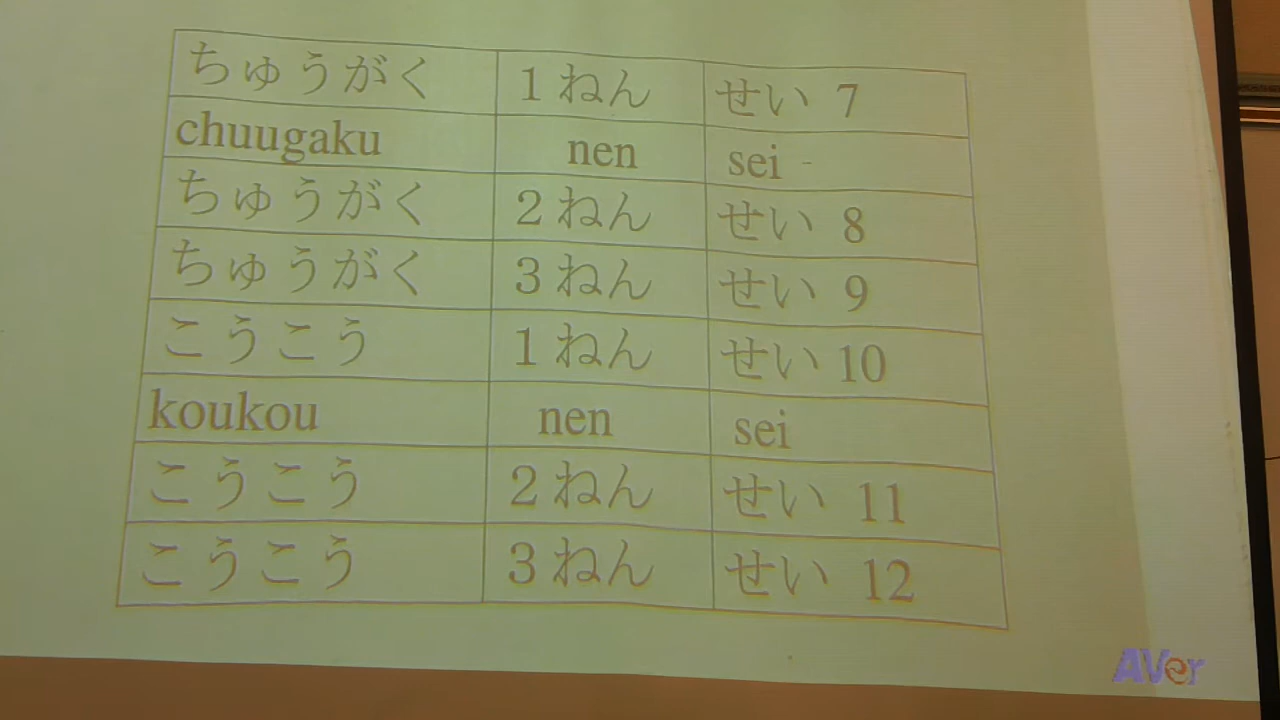 ちゅうがく 1ねん せい 7
chuugaku nen sei -
ちゅうがく 2ねん せい 8
ちゅうがく 3ねん せい 9
こうこう 1ねん せい 10
koukou nen sei
こうこう 2ねん せい 11
こうこう 3ねん せい 12
AVer